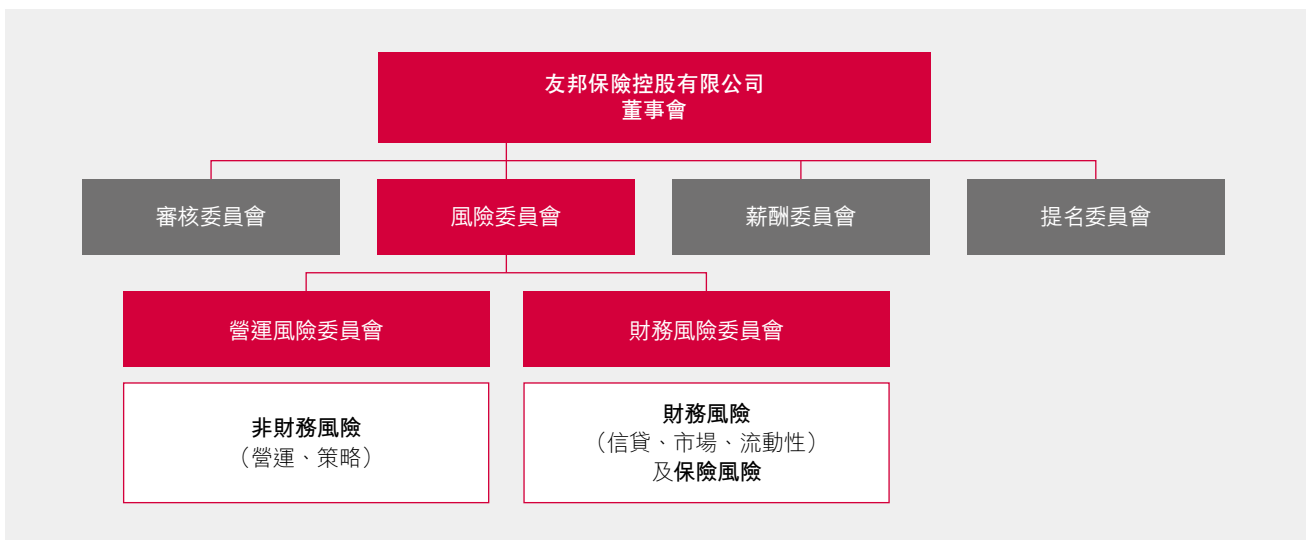 友邦保險控股有限公司
董事會
審核委員會
風險委員會
薪酬委員會
提名委員會
營運風險委員會
財務風險委員會
非財務風險
（營運、策略）
財務風險
（信貸、市場、流動性）
及保險風險